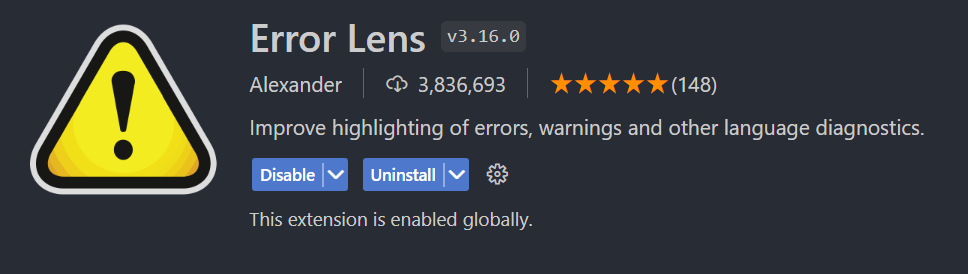 Error Lens v3.16.0
Alexander 3,836,693 (148)
Improve highlighting of errors, warnings and other language diagnostics.
Disable Uninstall
This extension is enabled globally.